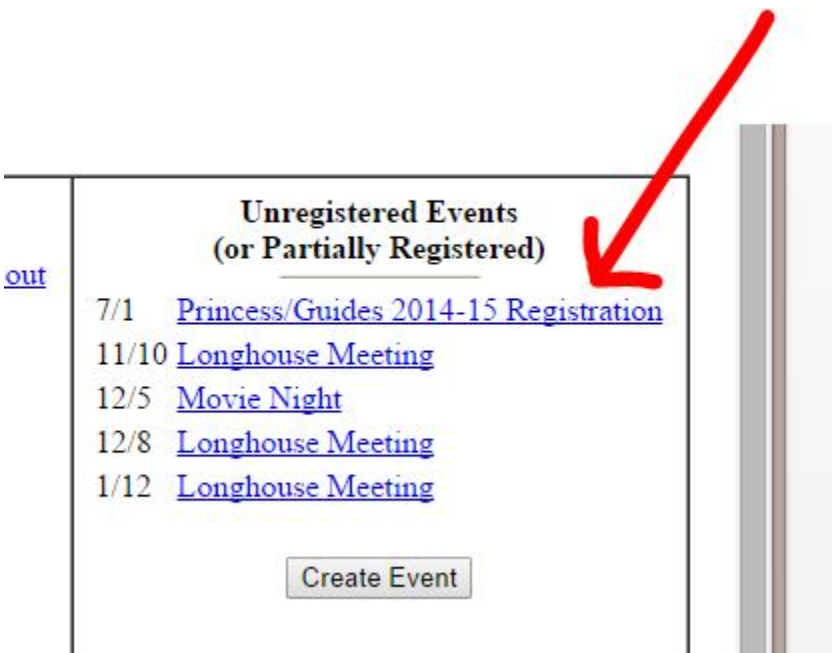 out
Unregistered Events
(or Partially Registered)
7/1 Princess/Guides 2014-15 Registration
11/10 Longhouse Meeting
12/5 Movie Night
12/8 Longhouse Meeting
1/12 Longhouse Meeting
Create Event